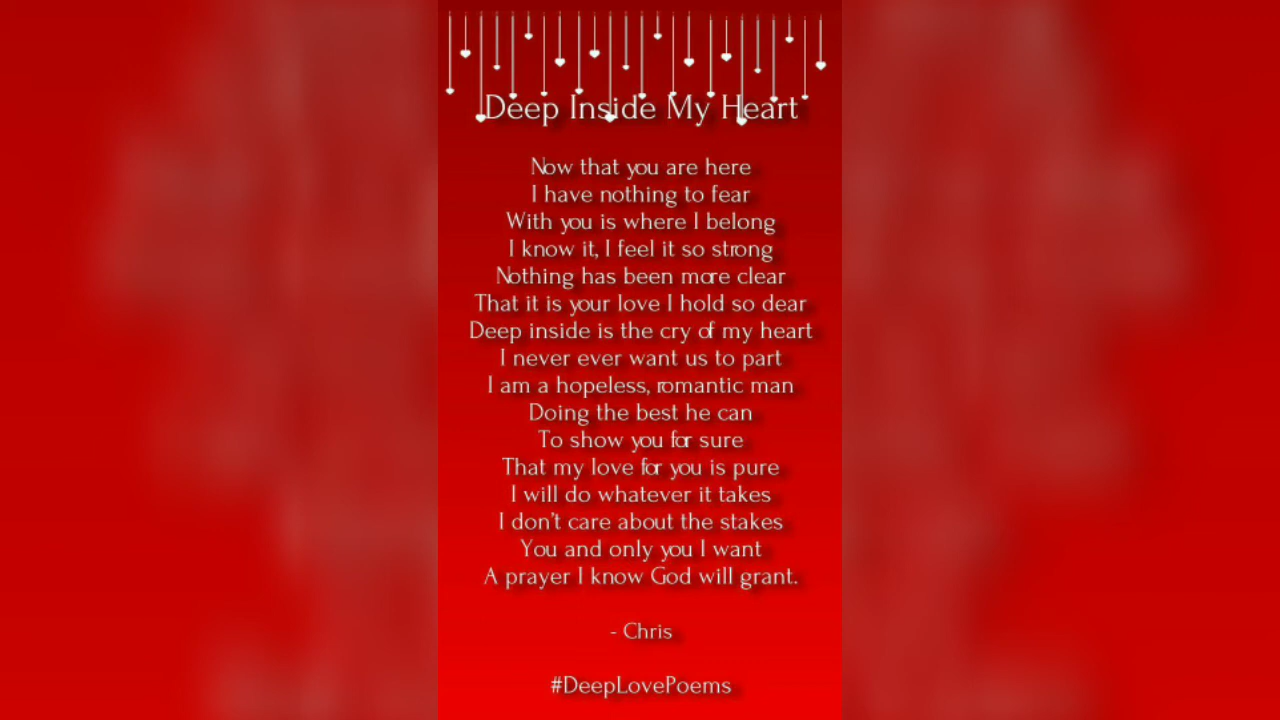 Deep Inside My Heart
Now that you are here
I have nothing to fear
With you is where I belong
I know it, I feel it so strong
Nothing has been more clear
That it is your love I hold so dear
Deep inside is the cry of my heart
I never ever want us to part
I am a hopeless, romantic man
Doing the best he can
To show you for sure
That my love for you is pure
I will do whatever it takes
I don't care about the stakes
You and only you I want
A prayer I know God will grant.
- Chris
#DeepLovePoems